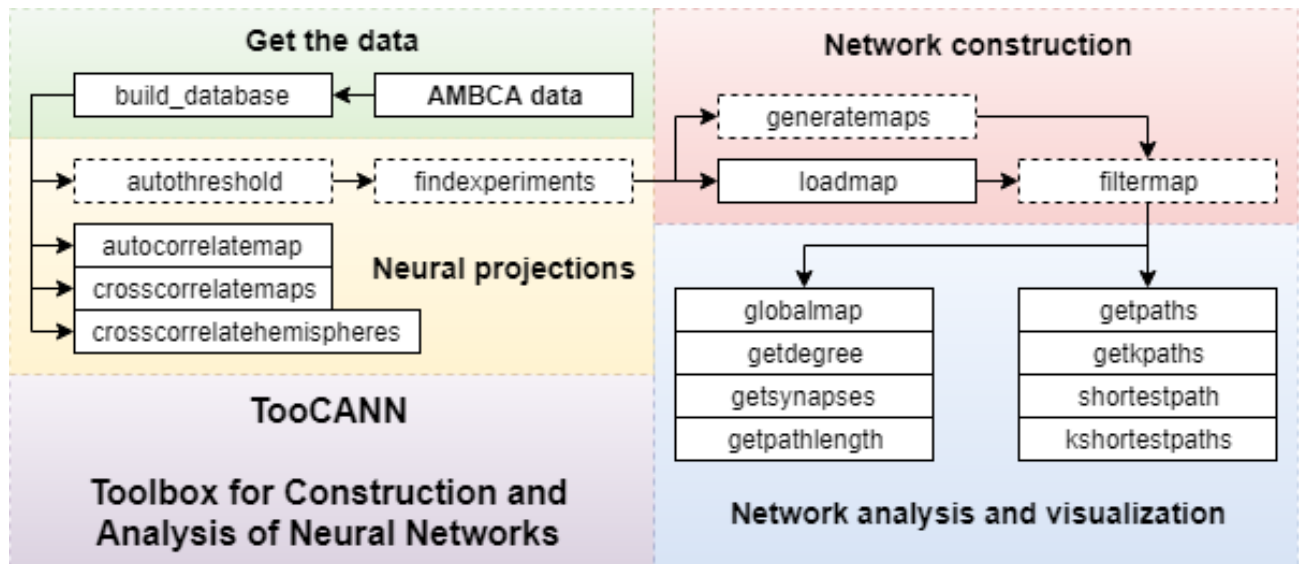 Get the data
build_database
AMBCA data
autothreshold
findexperiments
autocorrelatemap
crosscorrelatemaps
crosscorrelatehemispheres
Neural projections
TooCANN
Toolbox for Construction and
Analysis of Neural Networks
Network construction
generatemaps
loadmap
filtermap
globalmap
getdegree
getsynapses
getpathlength
getpaths
getkpaths
shortestpath
kshortestpaths
Network analysis and visualization